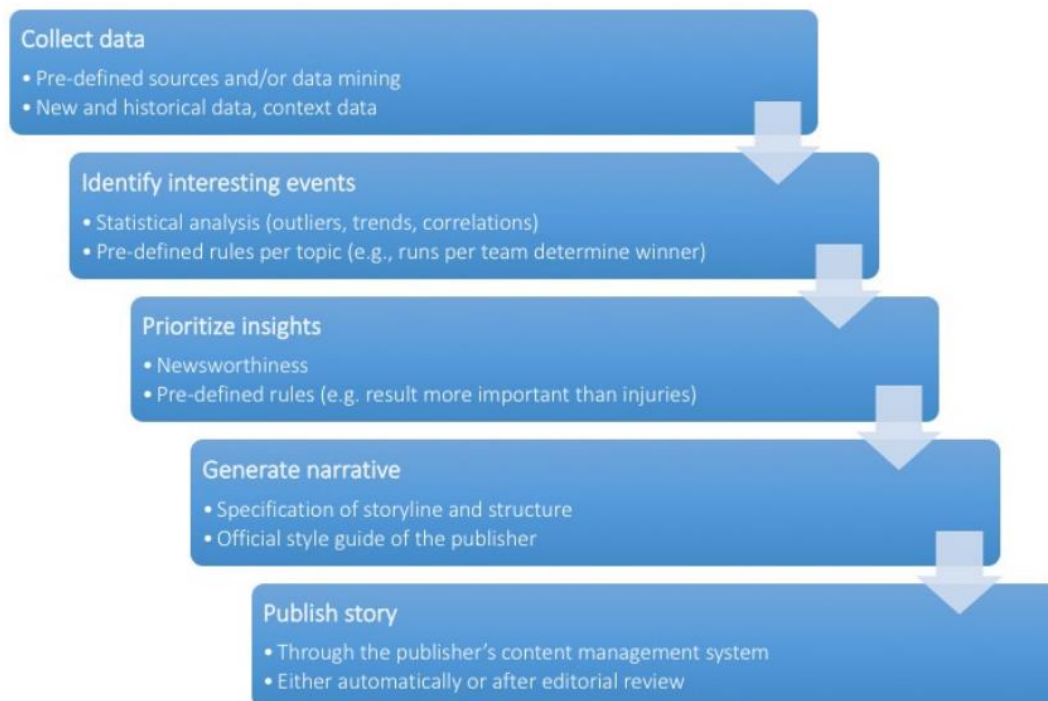 Collect data
• Pre-defined sources and/or data mining
• New and historical data, context data
Identify interesting events
• Statistical analysis (outliers, trends, correlations)
• Pre-defined rules per topic (e.g., runs per team determine winner)
Prioritize insights
• Newsworthiness
• Pre-defined rules (e.g. result more important than injuries)
Generate narrative
• Specification of storyline and structure
• Official style guide of the publisher
Publish story
• Through the publisher’s content management system
• Either automatically or after editorial review